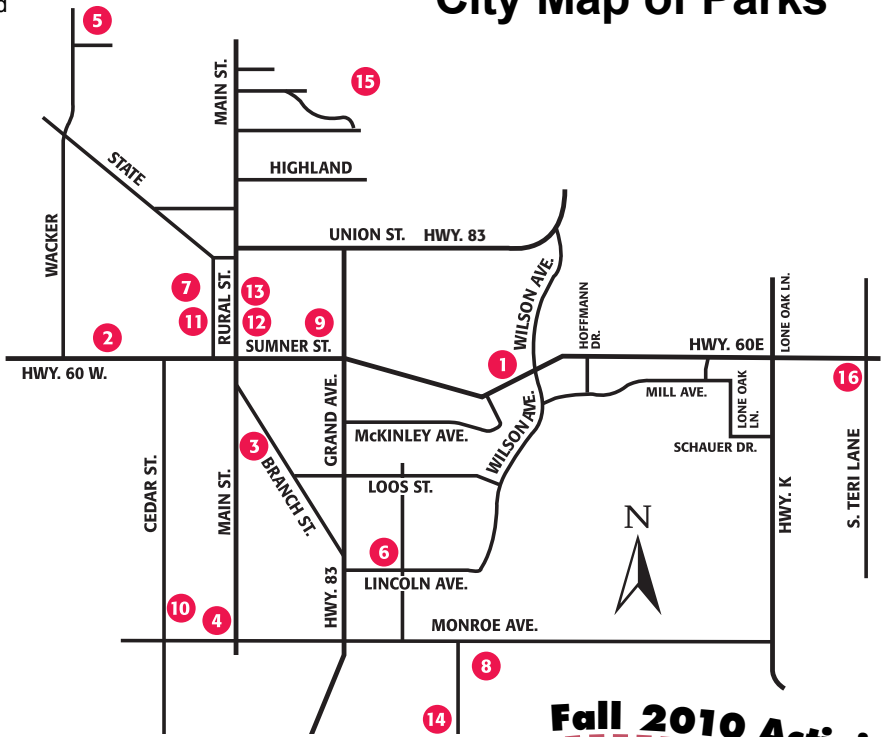 d
City Map of Parks
5
MAIN ST.
15
STATE
HIGHLAND
WACKER
UNION ST. HWY. 83
WILSON AVE.
7
13
RURAL ST.
11
12
9
HOFFMANN
DR.
LONE OAK LN.
2
SUMNER ST.
HWY. 60E
1
HWY. 60 W.
16
GRAND AVE.
MILL AVE.
LONE OAK
LN.
McKINLEY AVE.
WILSON AVE.
3
BRANCH ST.
SCHAUER DR.
CEDAR ST.
MAIN ST.
LOOS ST.
HWY. K
S. TERI LANE
N
6
LINCOLN AVE.
HWY. 83
10
4
MONROE AVE.
8
14
Fall 2010